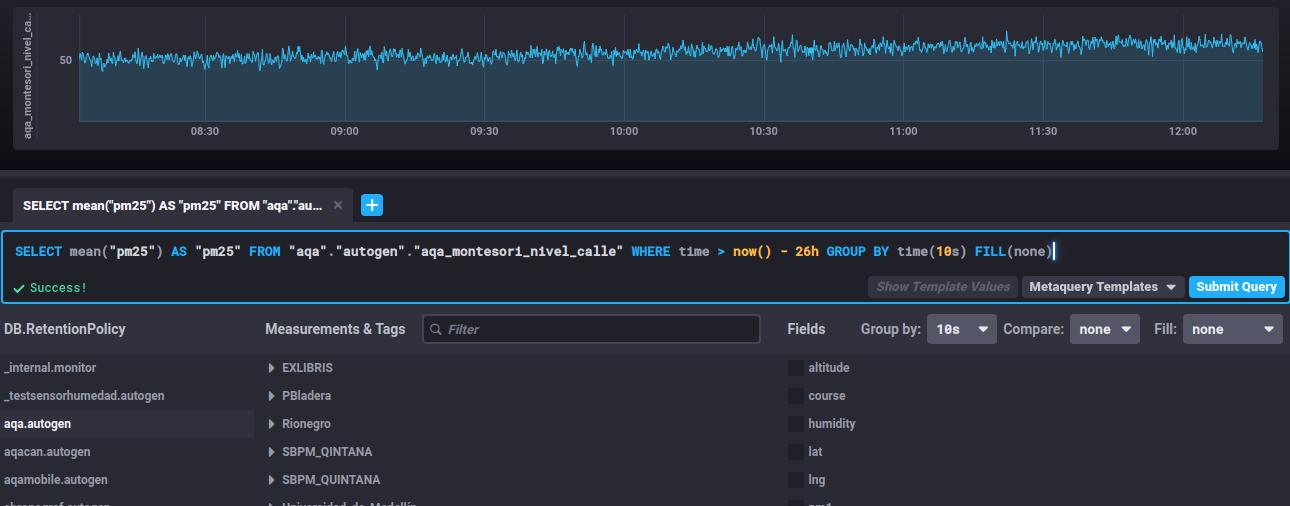 aqa_montesori_nivel_ca...
50
08:30 09:00 09:30 10:00 10:30 11:00 11:30 12:00
SELECT mean("pm25") AS "pm25" FROM "aqa"."au... × +
SELECT mean("pm25") AS "pm25" FROM "aqa"."autogen"."aqa_montesori_nivel_calle" WHERE time > now() - 26h GROUP BY time(10s) FILL(none)
Success! Show Template Values Metaquery Templates Submit Query
DB.RetentionPolicy Measurements & Tags Filter Fields Group by: 10s Compare: none Fill: none
_internal.monitor EXLIBRIS altitude
_testsensorhumedad.autogen PBladera course
aqa.autogen Rionegro humidity
aqacan.autogen SBPM_QINTANA lat
aqamobile.autogen SBPM_QUINTANA lng